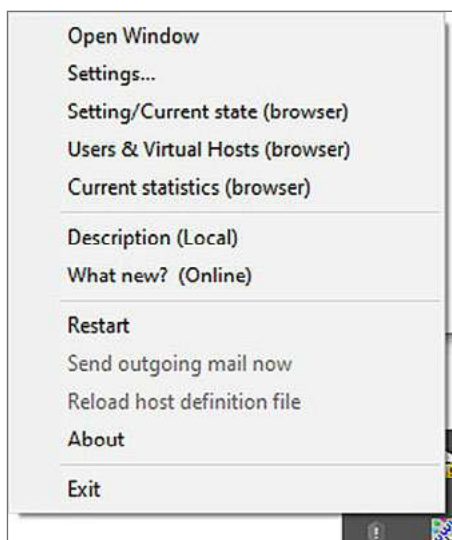 Open Window
Settings...
Setting/Current state (browser)
Users & Virtual Hosts (browser)
Current statistics (browser)
Description (Local)
What new?  (Online)
Restart
Send outgoing mail now
Reload host definition file
About
Exit